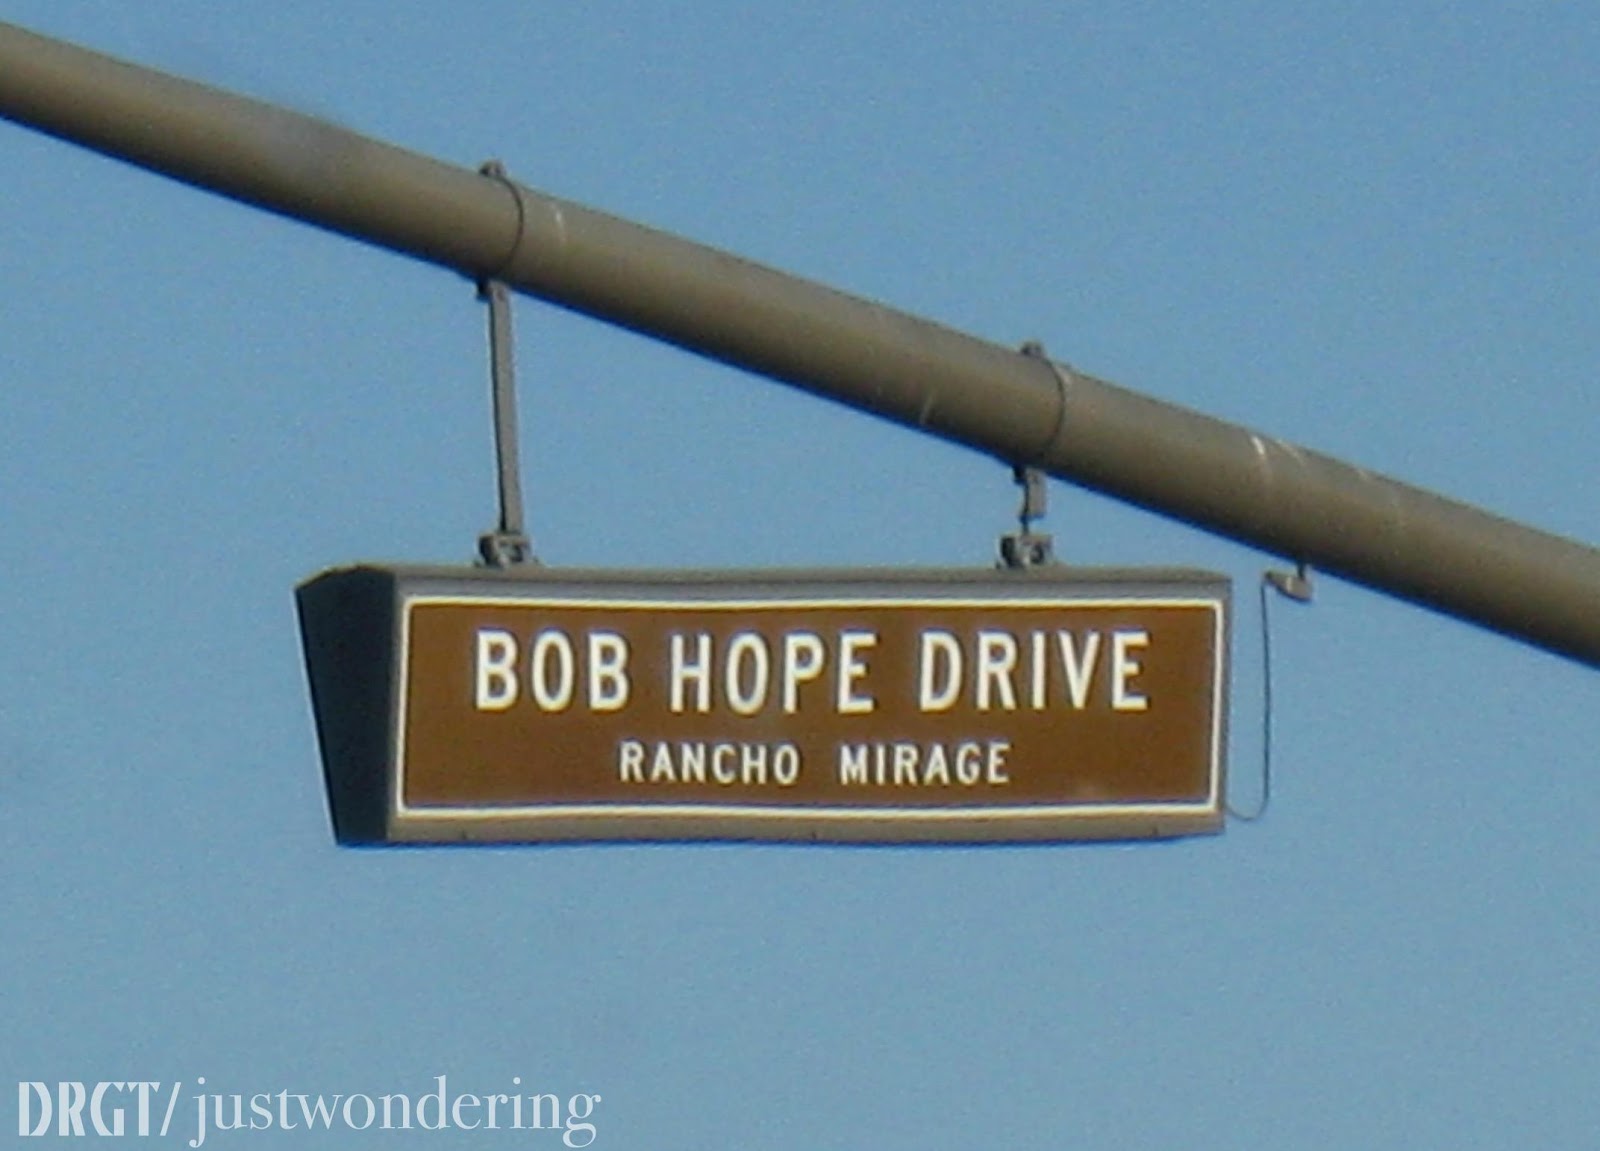 BOB HOPE DRIVE
RANCHO MIRAGE
DRGT/justwondering